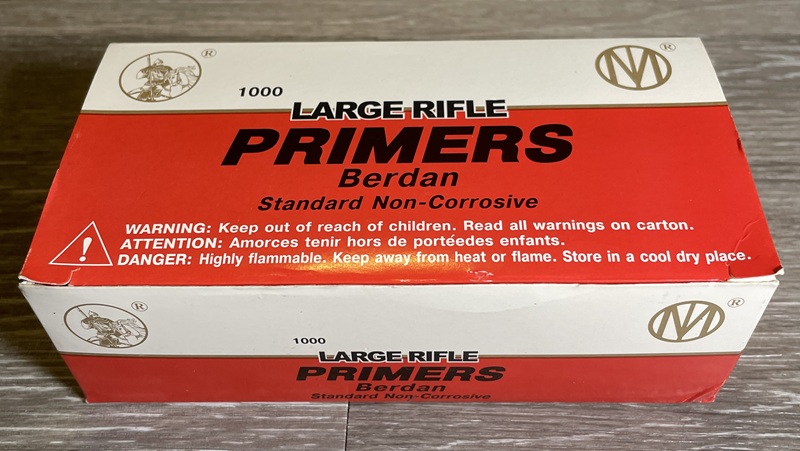 ®
®
1000
LARGE RIFLE
PRIMERS
Berdan
Standard Non-Corrosive
WARNING: Keep out of reach of children. Read all warnings on carton.
ATTENTION: Amorces tenir hors de portéedes enfants.
DANGER: Highly flammable. Keep away from heat or flame. Store in a cool dry place.
!
®
®
1000
LARGE RIFLE
PRIMERS
Berdan
Standard Non-Corrosive